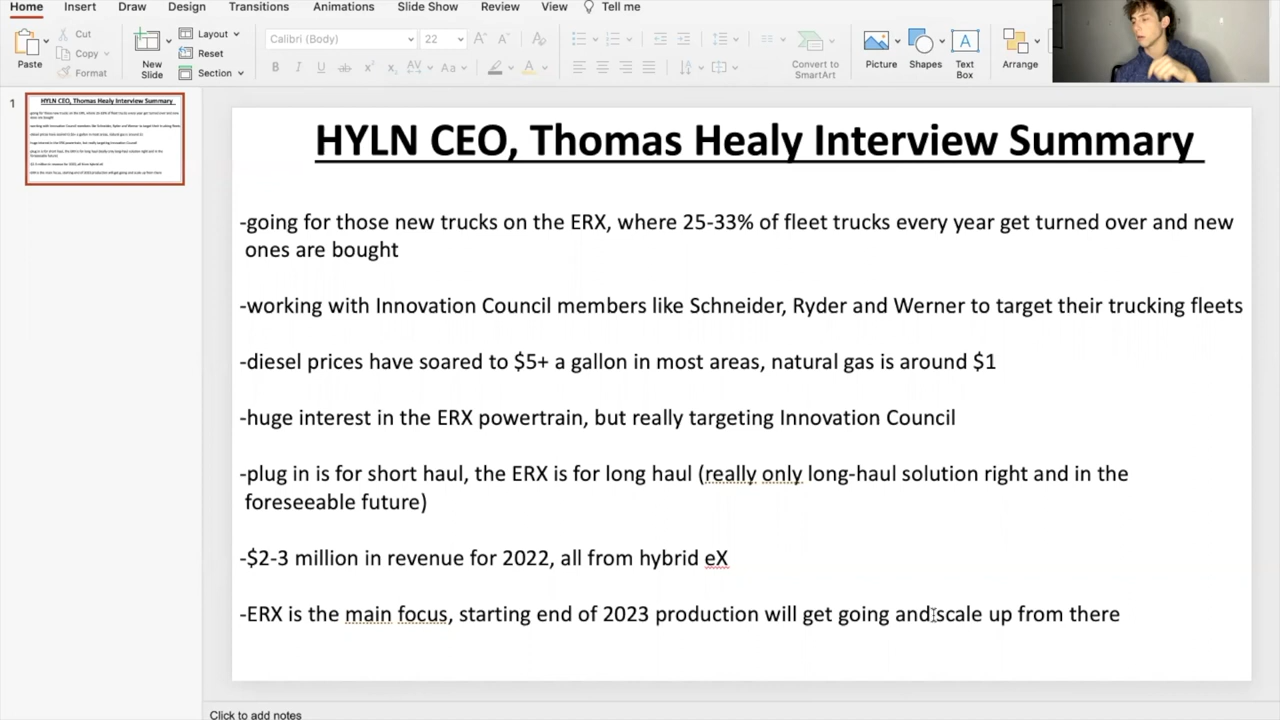 Home Insert Draw Design Transitions Animations Slide Show Review View Tell me
Paste
Cut
Copy
Format
New
Slide
Layout
Reset
Section
Calibri (Body) 22
Convert to
SmartArt
Picture
Shapes
Text
Box
Arrange
1
HYLN CEO, Thomas Healy Interview Summary
-going for those new trucks on the ERX, where 25-33% of fleet trucks every year get turned over and new
ones are bought
-working with Innovation Council members like Schneider, Ryder and Werner to target their trucking fleets
-diesel prices have soared to $5+ a gallon in most areas, natural gas is around $1
-huge interest in the ERX powertrain, but really targeting Innovation Council
-plug in is for short haul, the ERX is for long haul (really only long-haul solution right and in the
foreseeable future)
-$2-3 million in revenue for 2022, all from hybrid eX
-ERX is the main focus, starting end of 2023 production will get going and scale up from there
Click to add notes